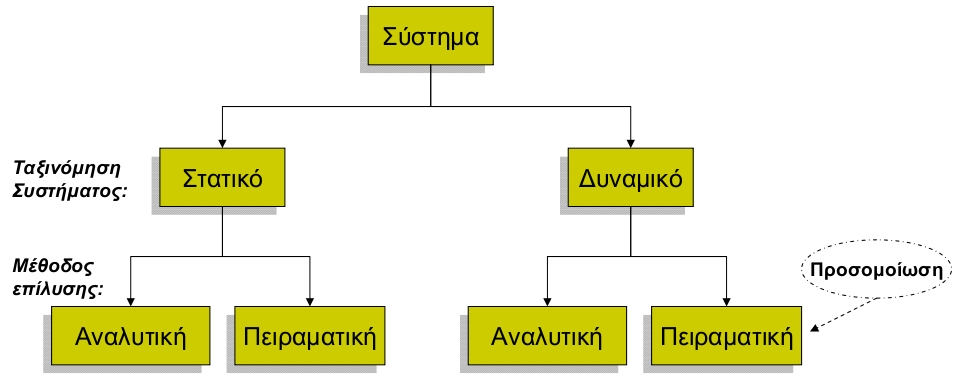 Σύστημα
Ταξινόμηση
Συστήματος:
Στατικό
Δυναμικό
Μέθοδος
επίλυσης:
Προσομοίωση
Αναλυτική
Πειραματική
Αναλυτική
Πειραματική